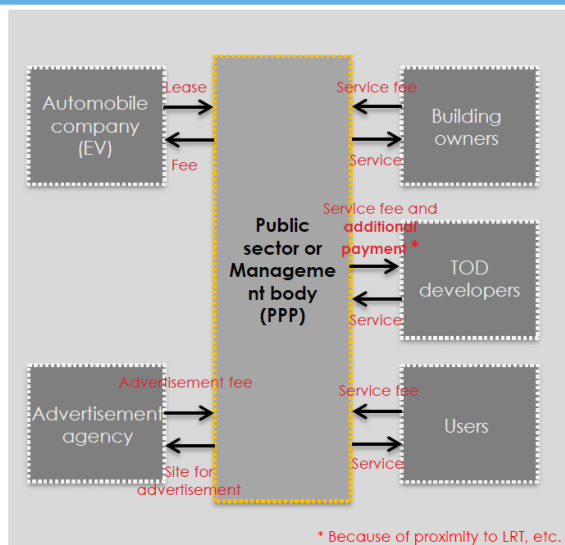 Automobile
company
(EV)
Lease
Fee
Public
sector or
Manageme
nt body
(PPP)
Service fee
Service
Building
owners
Service fee and
additional
payment *
Service
TOD
developers
Advertisement
agency
Advertisement fee
Site for
advertisement
Service fee
Service
Users
* Because of proximity to LRT, etc.